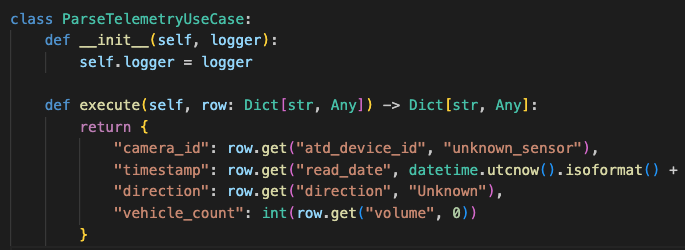 class ParseTelemetryUseCase:
    def __init__(self, logger):
        self.logger = logger

    def execute(self, row: Dict[str, Any]) -> Dict[str, Any]:
        return {
            "camera_id": row.get("atd_device_id", "unknown_sensor"),
            "timestamp": row.get("read_date", datetime.utcnow().isoformat() +
            "direction": row.get("direction", "Unknown"),
            "vehicle_count": int(row.get("volume", 0))
        }